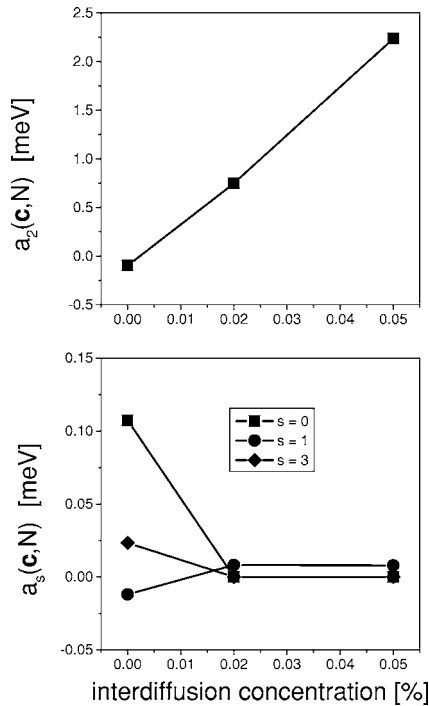 2.5
2.0
1.5
1.0
0.5
0.0
-0.5
a2(c,N) [meV]
0.00 0.01 0.02 0.03 0.04 0.05
0.15
0.10
0.05
0.00
-0.05
as(c,N) [meV]
s = 0
s = 1
s = 3
0.00 0.01 0.02 0.03 0.04 0.05
interdiffusion concentration [%]